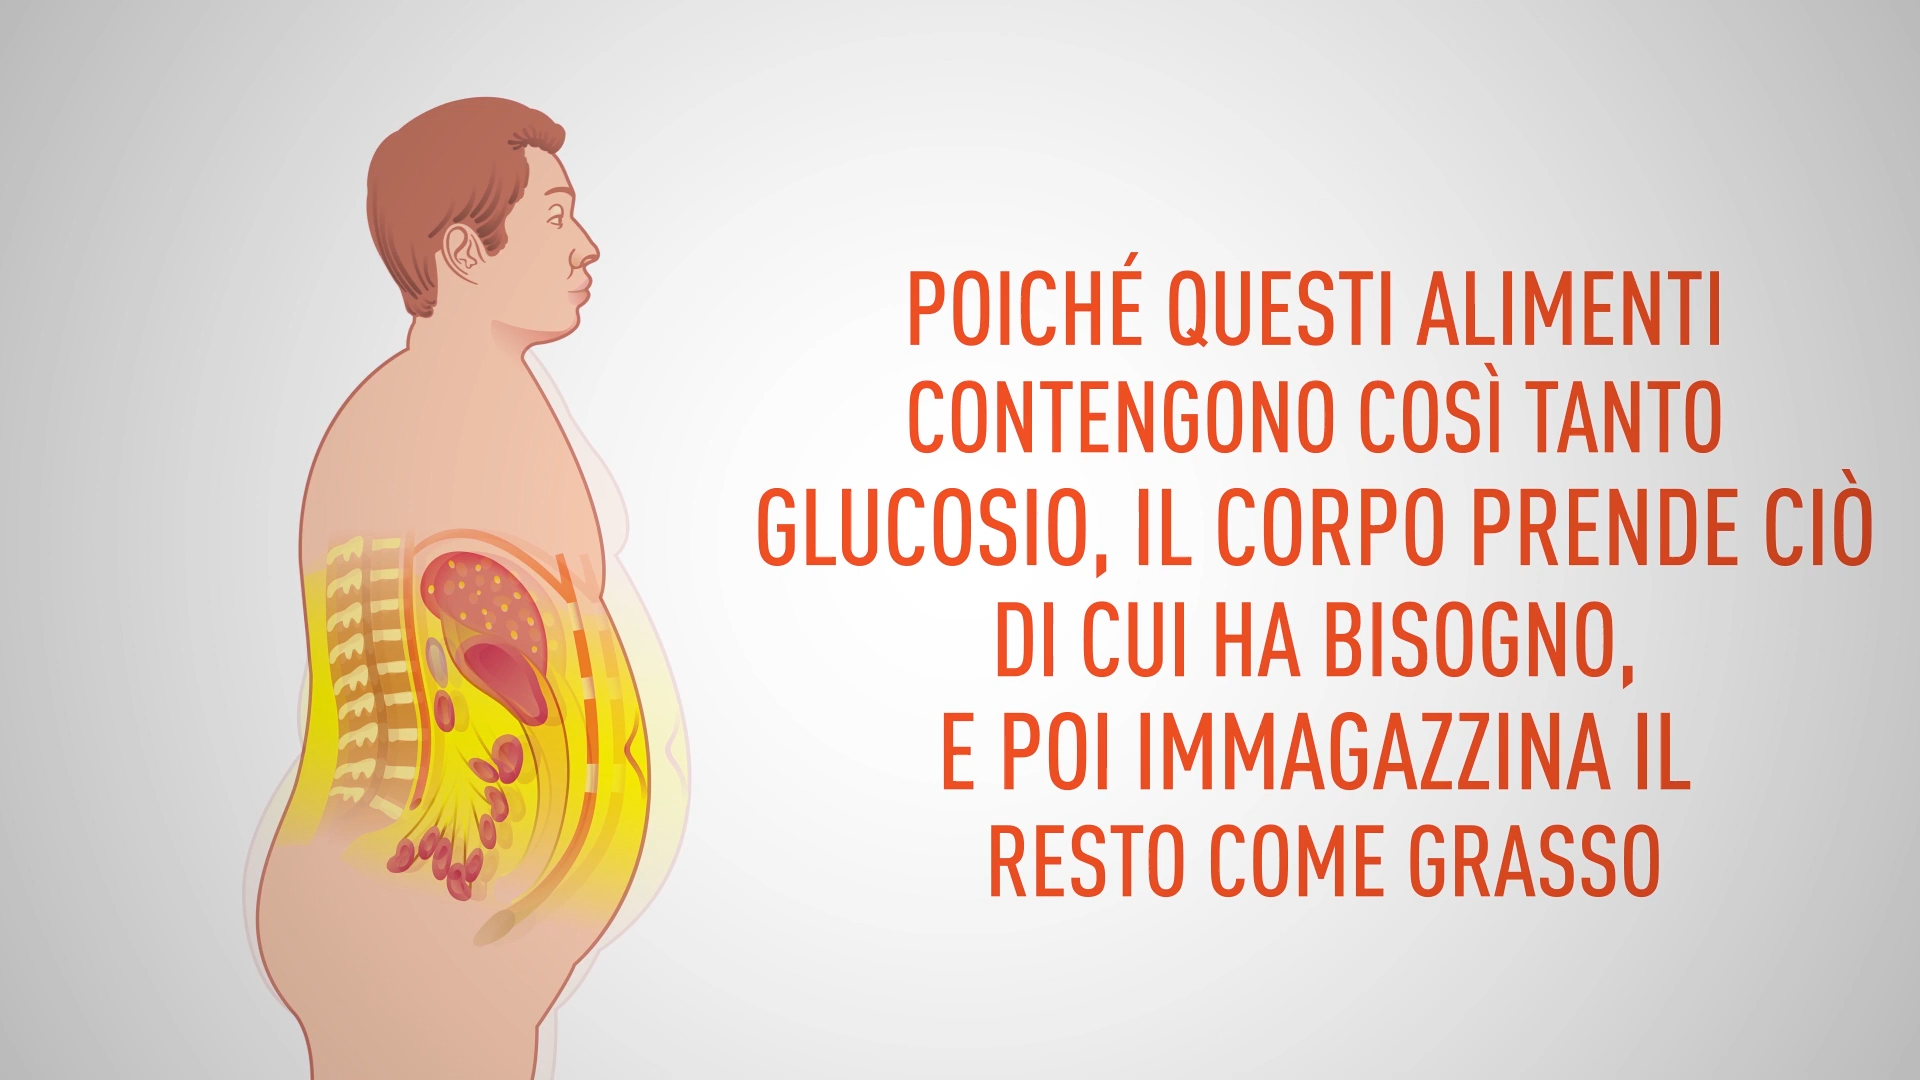 POICHÉ QUESTI ALIMENTI
CONTENGONO COSÌ TANTO
GLUCOSIO, IL CORPO PRENDE CIÒ
DI CUI HA BISOGNO,
E POI IMMAGAZZINA IL
RESTO COME GRASSO